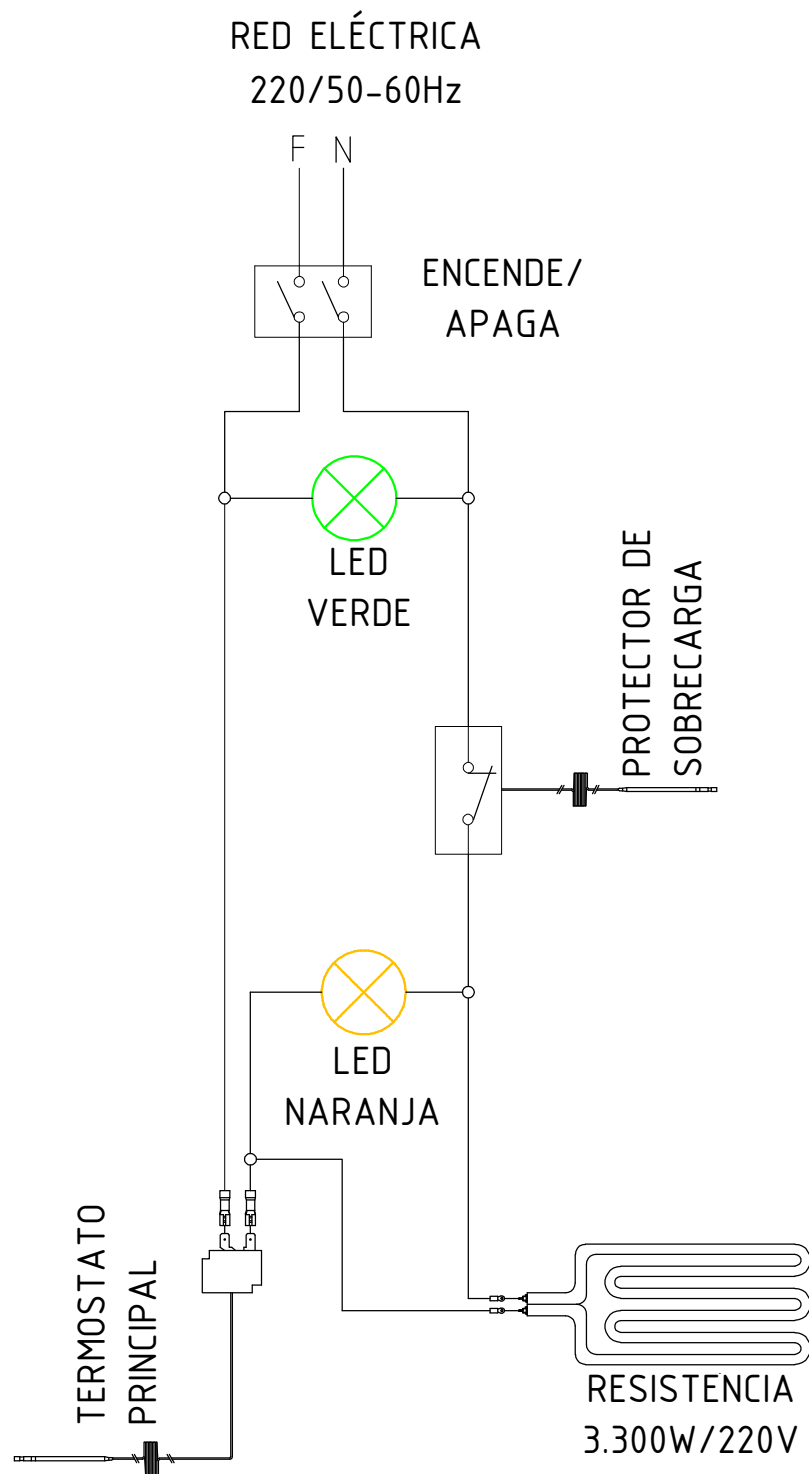 RED ELÉCTRICA
220/50-60Hz
F N
ENCENDE/
APAGA
LED
VERDE
PROTECTOR DE
SOBRECARGA
LED
NARANJA
TERMOSTATO
PRINCIPAL
RESISTENCIA
3.300W/220V